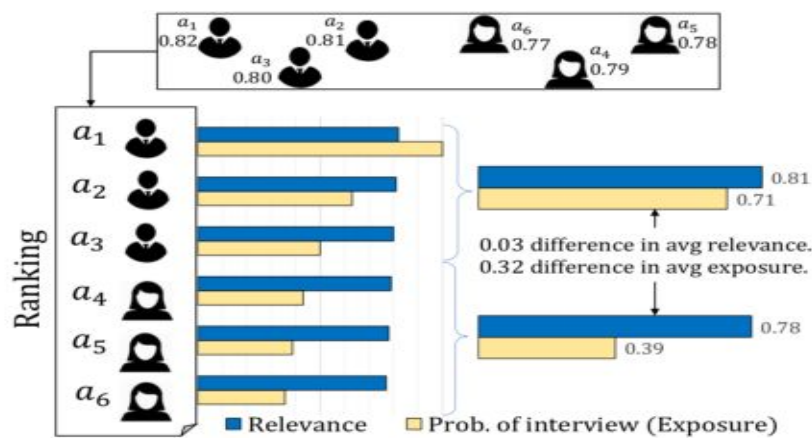 a₁
0.82
a₂
0.81
a₃
0.80
a₆
0.77
a₄
0.79
a₅
0.78
Ranking
a₁
a₂
a₃
a₄
a₅
a₆
0.81
0.71
0.03 difference in avg relevance.
0.32 difference in avg exposure.
0.78
0.39
Relevance Prob. of interview (Exposure)